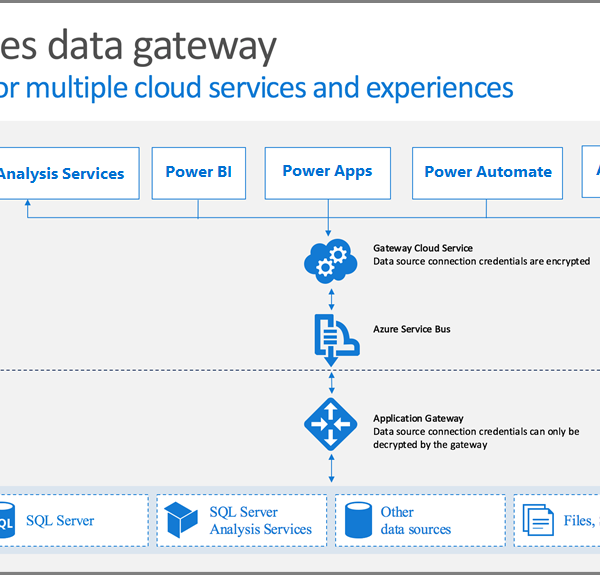 es data gateway
or multiple cloud services and experiences
Analysis Services
Power BI
Power Apps
Power Automate
A
Gateway Cloud Service
Data source connection credentials are encrypted
Azure Service Bus
Application Gateway
Data source connection credentials can only be
decrypted by the gateway
QL
SQL Server
SQL Server
Analysis Services
Other
data sources
Files,